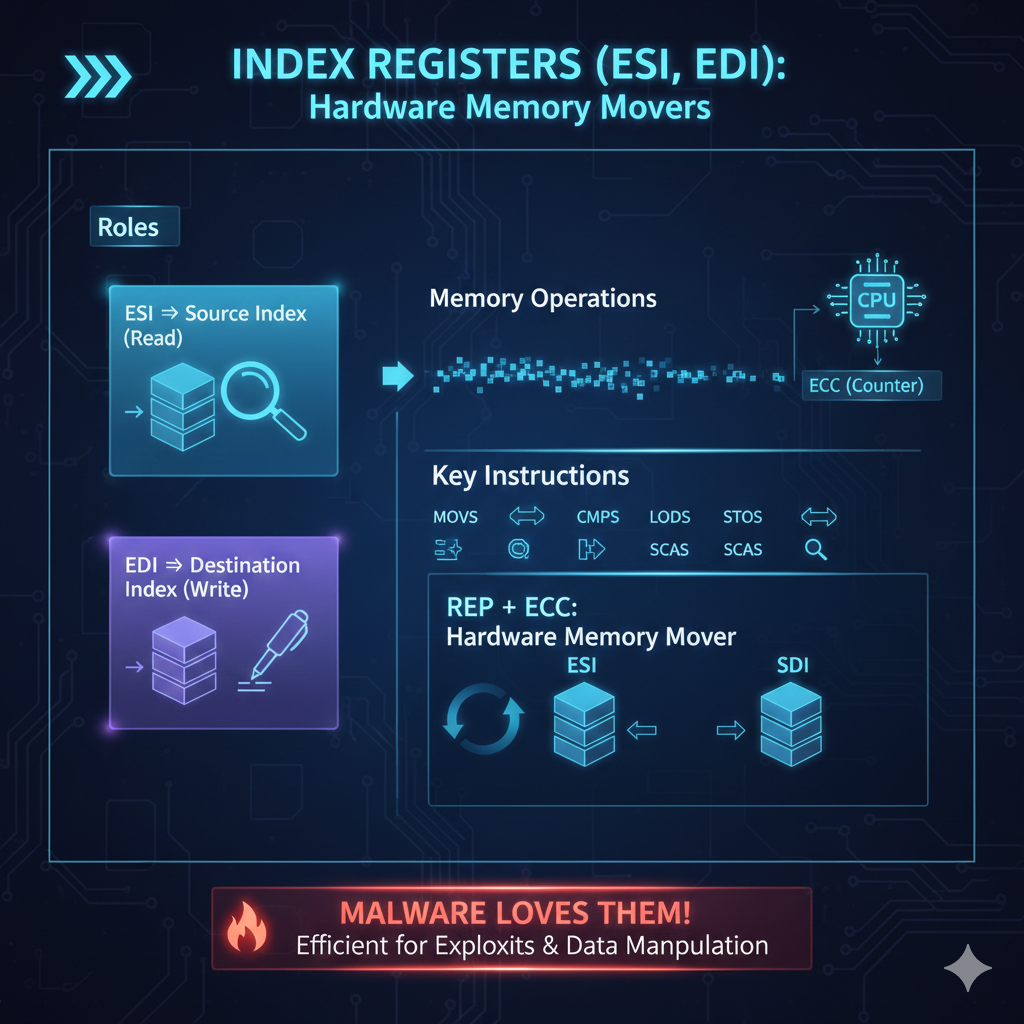 INDEX REGISTERS (ESI, EDI):
Hardware Memory Movers
Roles
ESI ⇒ Source Index
(Read)
EDI ⇒ Destination
Index (Write)
Memory Operations
CPU
ECC (Counter)
Key Instructions
MOVS CMPS LODS STOS
SCAS SCAS
REP + ECC:
Hardware Memory Mover
ESI SDI
MALWARE LOVES THEM!
Efficient for Exploxits & Data Manpulation